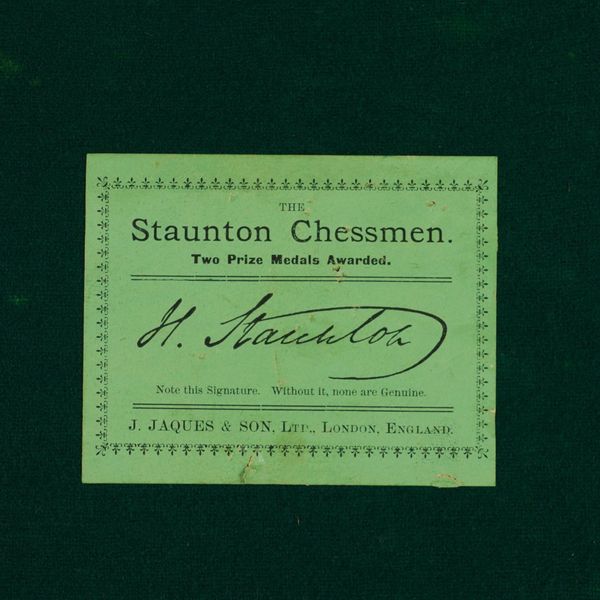 THE
Staunton Chessmen.
Two Prize Medals Awarded.
H. Staunton
Note this Signature. Without it, none are Genuine.
J. JAQUES & SON, LTD., LONDON, ENGLAND.